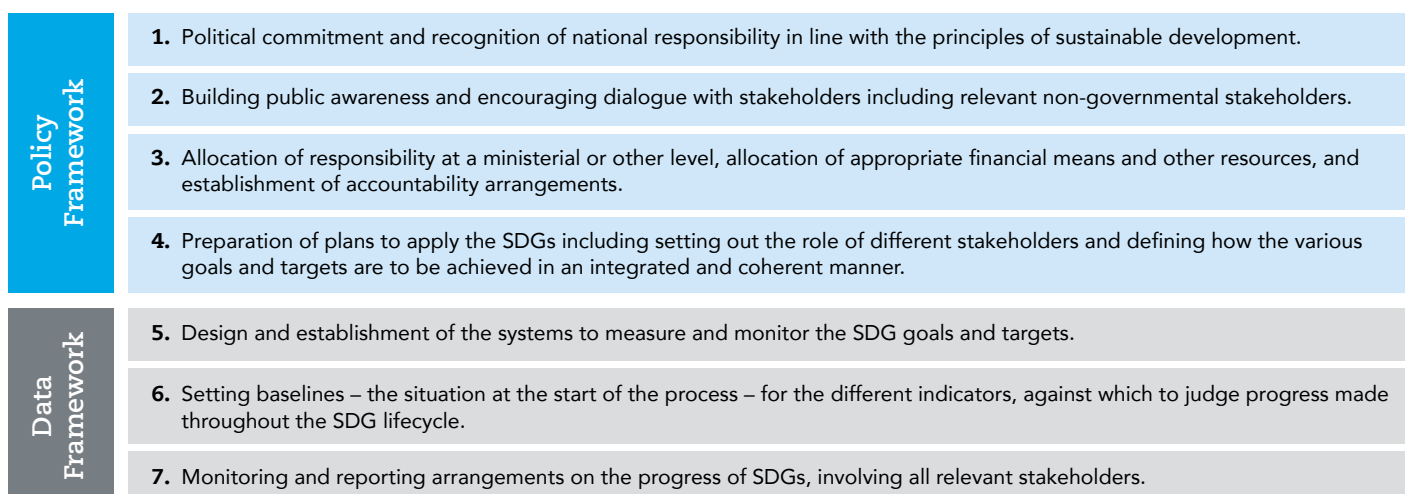 Policy
Framework
1. Political commitment and recognition of national responsibility in line with the principles of sustainable development.
2. Building public awareness and encouraging dialogue with stakeholders including relevant non-governmental stakeholders.
3. Allocation of responsibility at a ministerial or other level, allocation of appropriate financial means and other resources, and
establishment of accountability arrangements.
4. Preparation of plans to apply the SDGs including setting out the role of different stakeholders and defining how the various
goals and targets are to be achieved in an integrated and coherent manner.
Data
Framework
5. Design and establishment of the systems to measure and monitor the SDG goals and targets.
6. Setting baselines – the situation at the start of the process – for the different indicators, against which to judge progress made
throughout the SDG lifecycle.
7. Monitoring and reporting arrangements on the progress of SDGs, involving all relevant stakeholders.